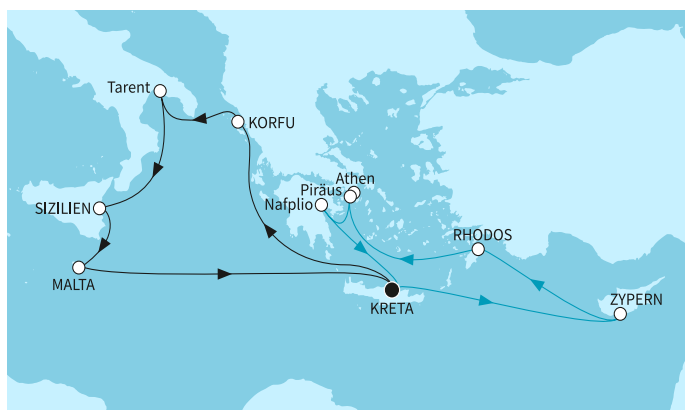 Tarent
KORFU
Athen
Piräus
Nafplio
SIZILIEN
RHODOS
MALTA
KRETA
ZYPERN